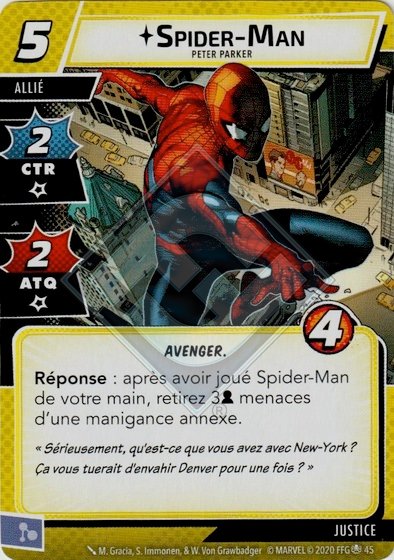 5
SPIDER-MAN
PETER PARKER
ALLIÉ
2
CTR
2
ATQ
4
AVENGER.
Réponse : après avoir joué Spider-Man
de votre main, retirez 3 menaces
d'une manigance annexe.
« Sérieusement, qu'est-ce que vous avez avec New-York ?
Ça vous tuerait d'envahir Denver pour une fois ? »
JUSTICE
M. Gracia, S. Immonen, & W. Von Grawbadger © MARVEL © 2020 FFG 45